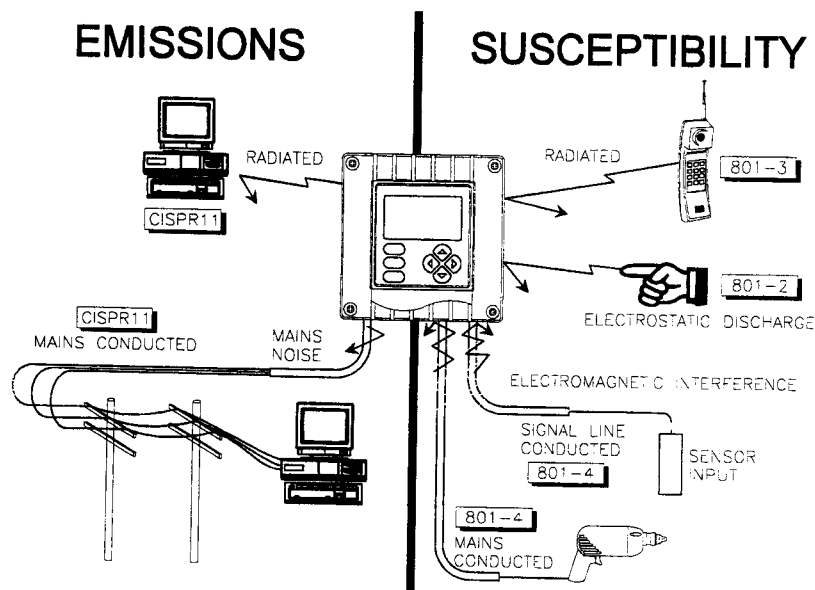 EMISSIONS
SUSCEPTIBILITY
RADIATED
CISPR11
RADIATED
801-3
801-2
ELECTROSTATIC DISCHARGE
CISPR11
MAINS CONDUCTED
MAINS
NOISE
ELECTROMAGNETIC INTERFERENCE
SIGNAL LINE
CONDUCTED
801-4
SENSOR
INPUT
801-4
MAINS
CONDUCTED